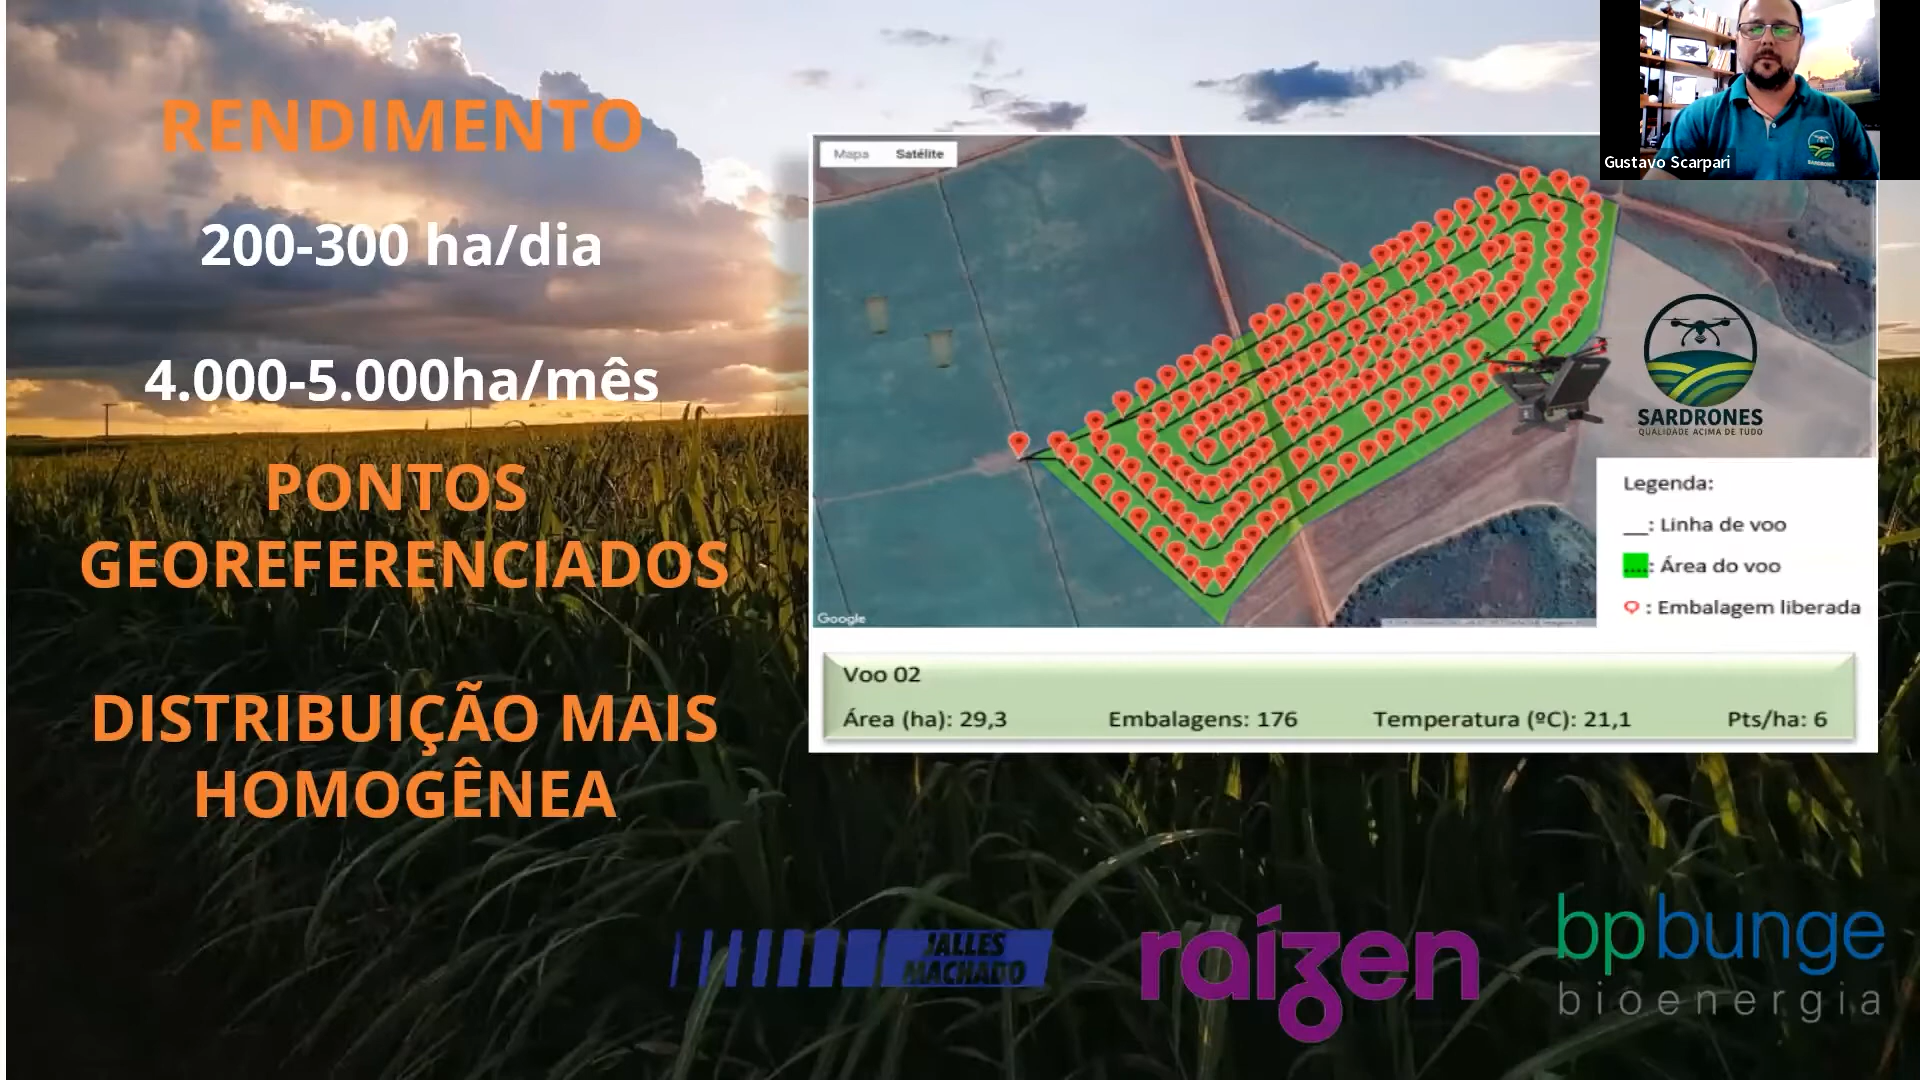 RENDIMENTO
200-300 ha/dia
4.000-5.000ha/mês
PONTOS
GEOREFERENCIADOS
DISTRIBUIÇÃO MAIS
HOMOGÊNEA
Mapa Satélite
Google
SARDRONES
QUALIDADE ACIMA DE TUDO
Legenda:
__: Linha de voo
....: Área do voo
: Embalagem liberada
Voo 02
Área (ha): 29,3 Embalagens: 176 Temperatura (ºC): 21,1 Pts/ha: 6
Gustavo Scarpari
SARDRONES
JALLES
MACHADO
raízen
bpbunge
bioenergia